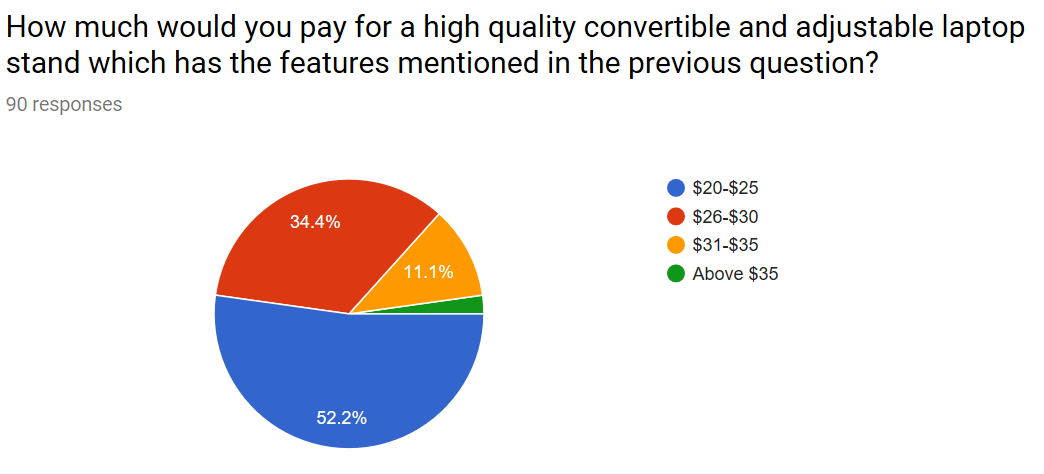 How much would you pay for a high quality convertible and adjustable laptop
stand which has the features mentioned in the previous question?
90 responses
$20-$25
34.4%
$26-$30
$31-$35
11.1%
Above $35
52.2%